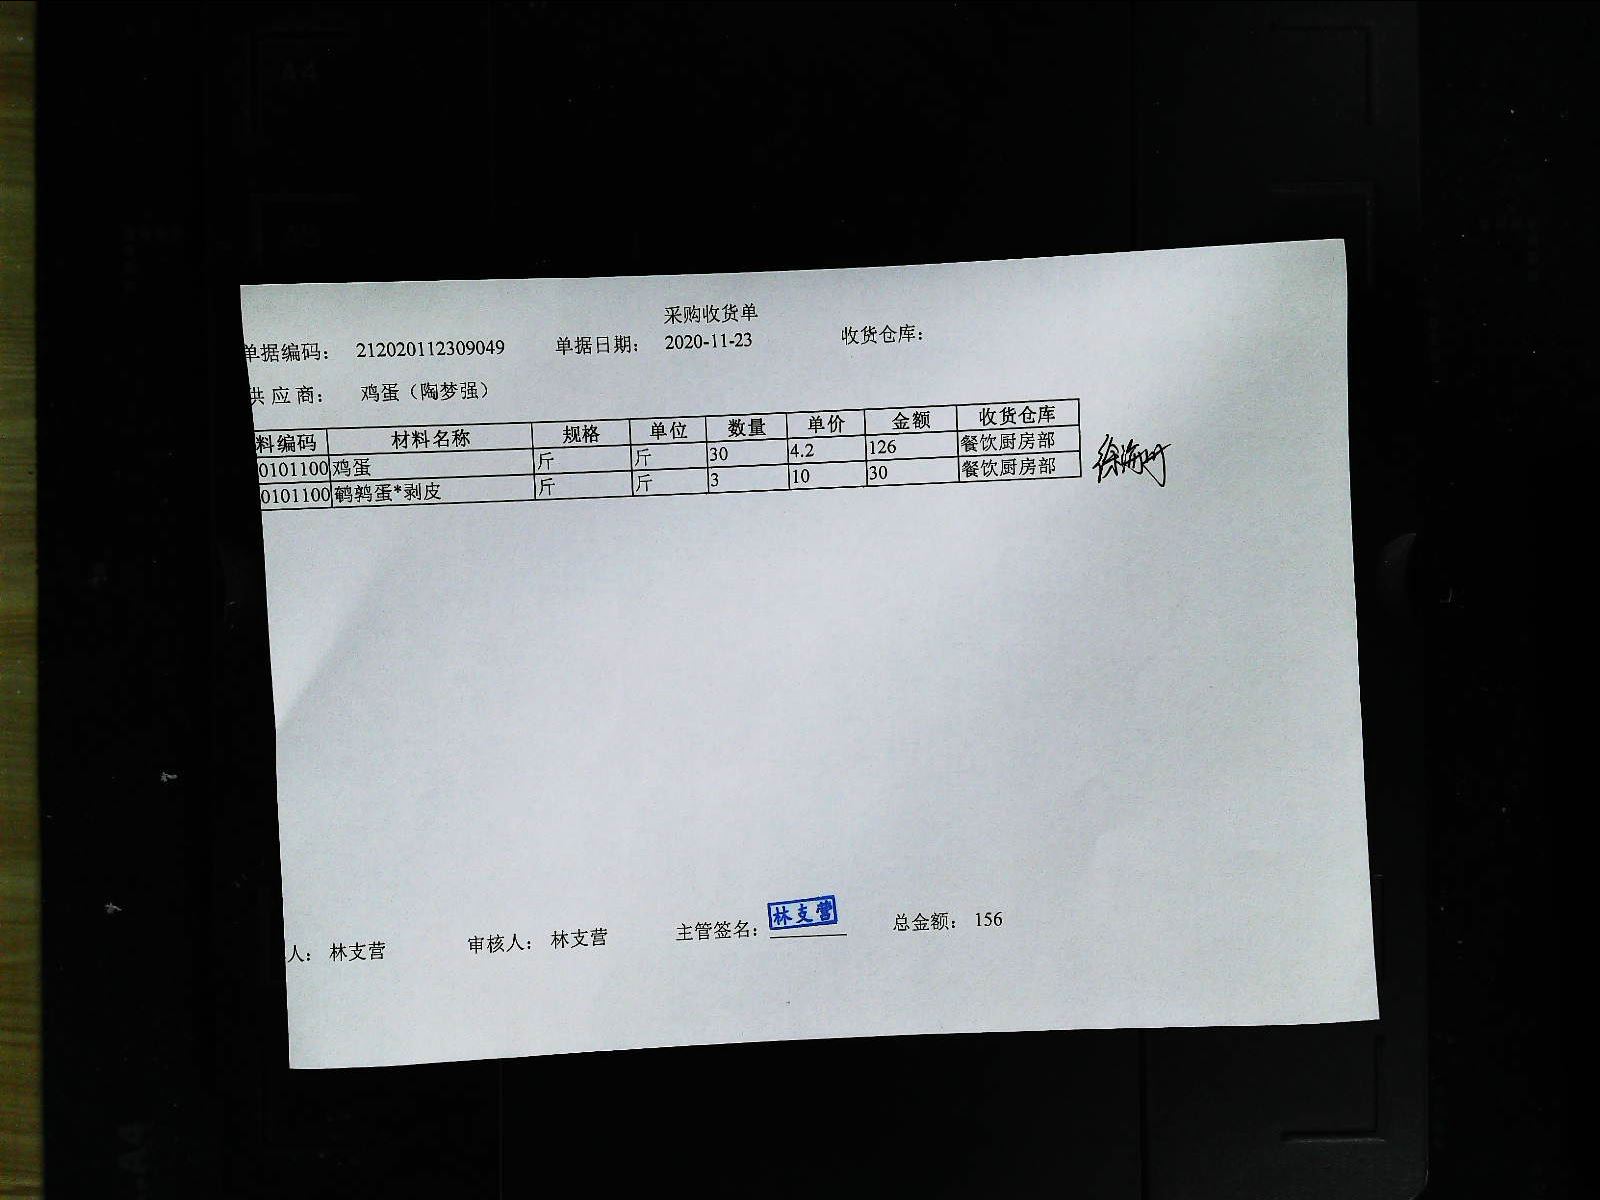 采购收货单
单据编码： 212020112309049 单据日期： 2020-11-23 收货仓库：
供 应 商： 鸡蛋（陶梦强）
料编码 材料名称 规格 单位 数量 单价 金额 收货仓库
0101100 鸡蛋 斤 斤 30 4.2 126 餐饮厨房部
0101100 鹌鹑蛋*剥皮 斤 斤 3 10 30 餐饮厨房部
人： 林支营 审核人： 林支营 主管签名： 林支营 总金额： 156